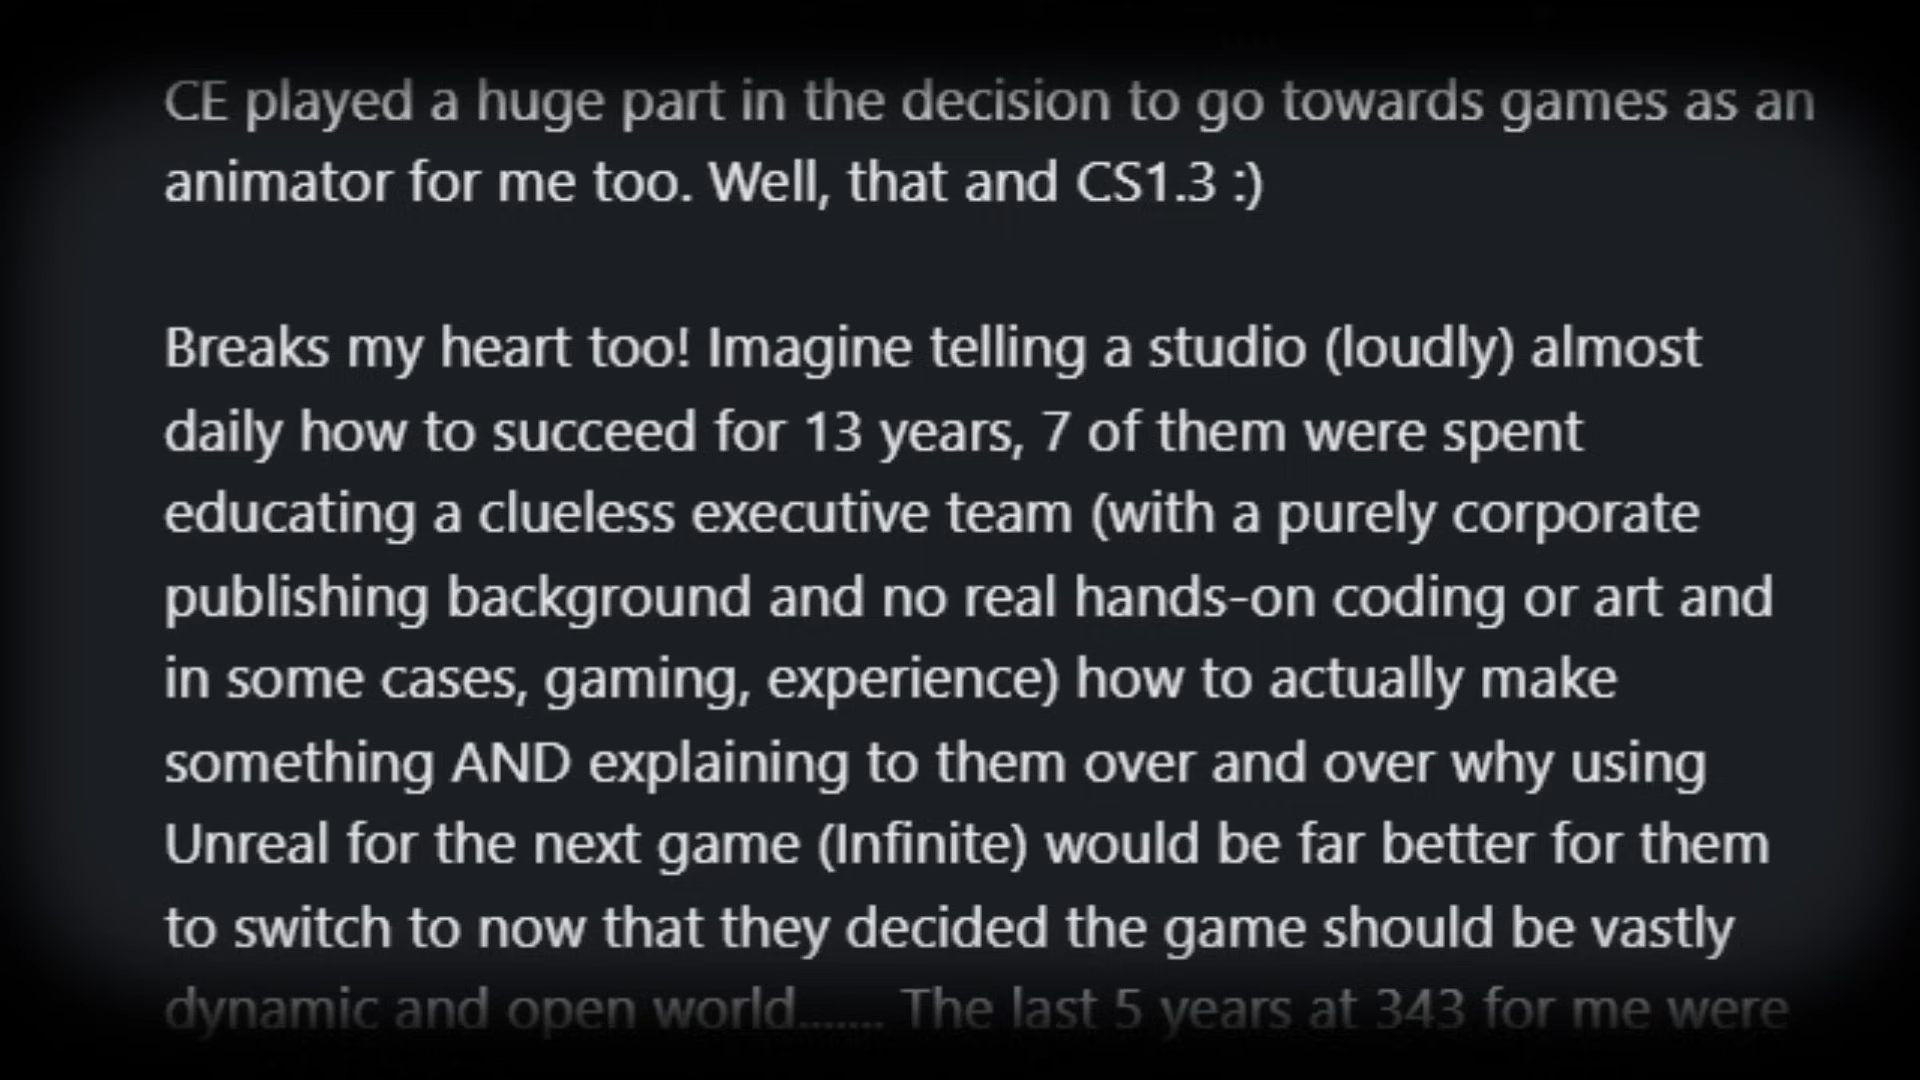 CE played a huge part in the decision to go towards games as an
animator for me too. Well, that and CS1.3 :)
Breaks my heart too! Imagine telling a studio (loudly) almost
daily how to succeed for 13 years, 7 of them were spent
educating a clueless executive team (with a purely corporate
publishing background and no real hands-on coding or art and
in some cases, gaming, experience) how to actually make
something AND explaining to them over and over why using
Unreal for the next game (Infinite) would be far better for them
to switch to now that they decided the game should be vastly
dynamic and open world....... The last 5 years at 343 for me were